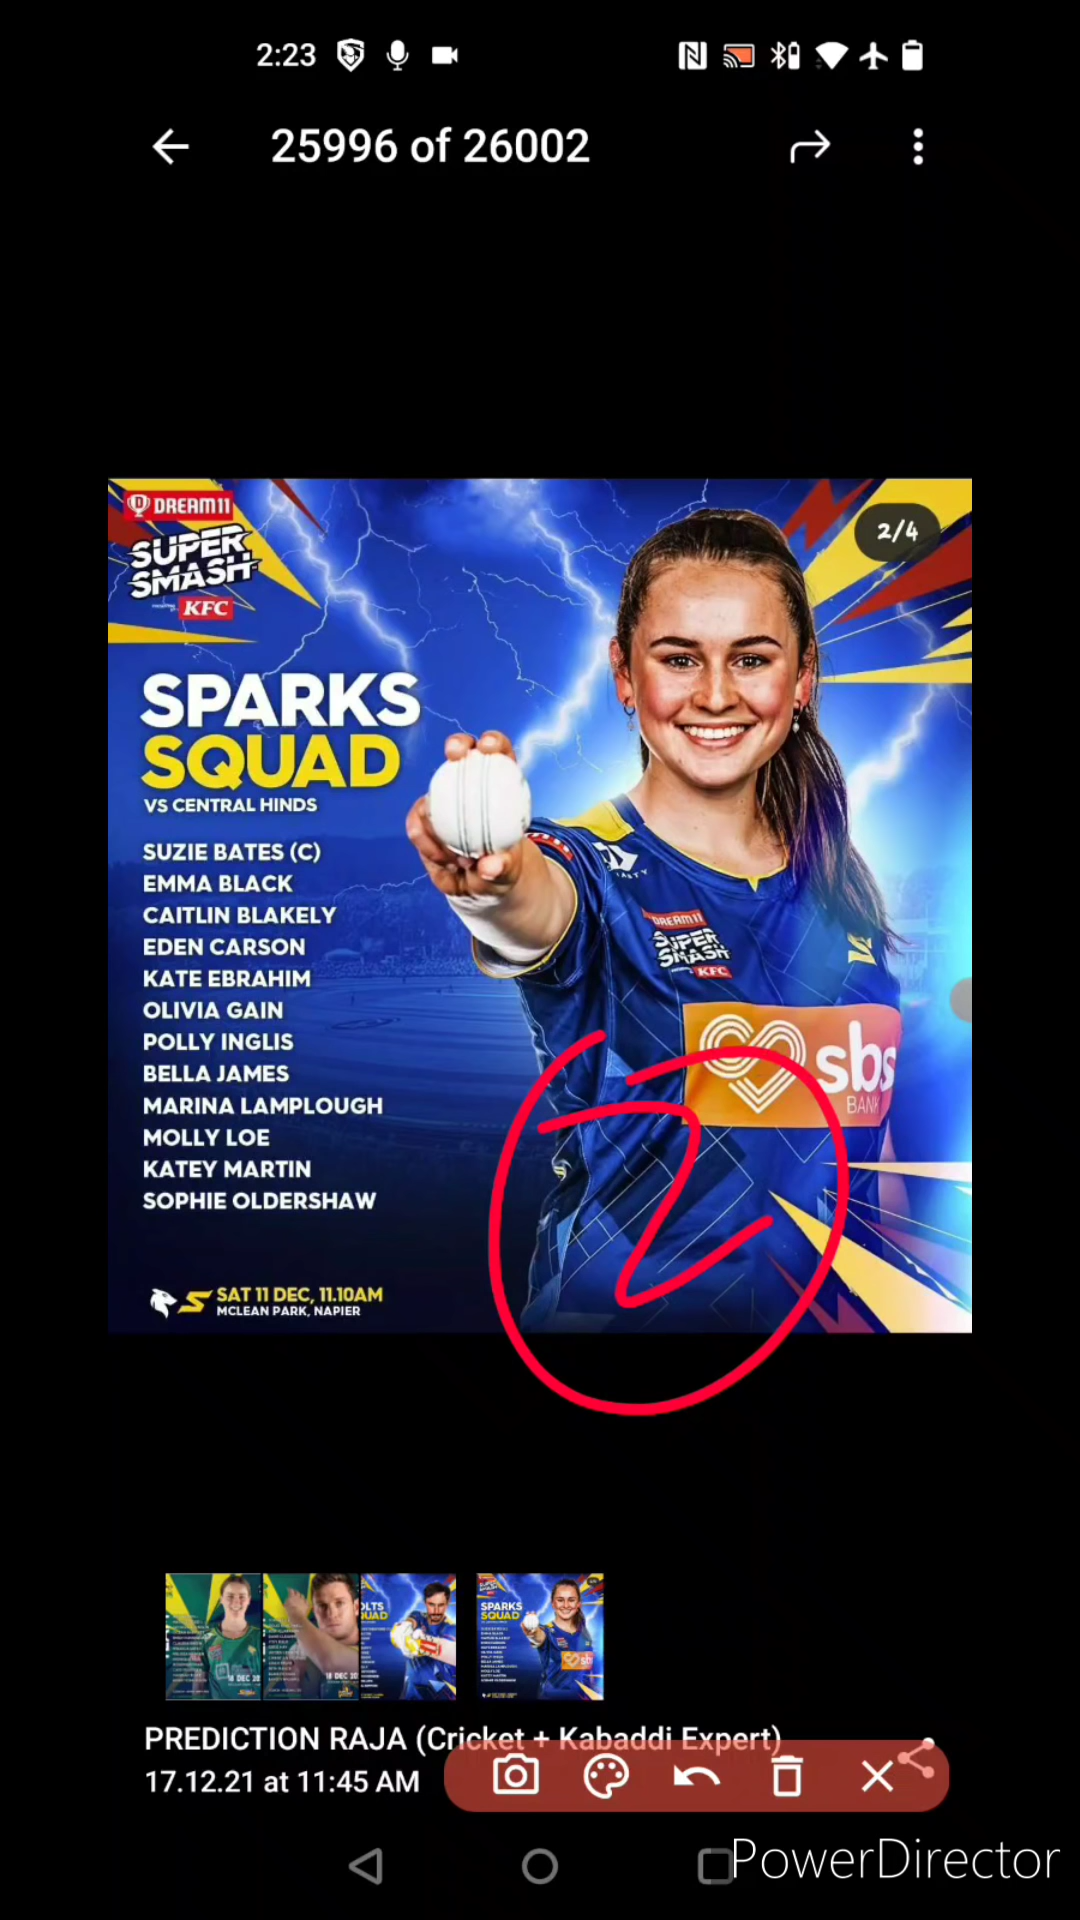 2:23
25996 of 26002
DREAM11
SUPER
SMASH
KFC
2/4
SPARKS
SQUAD
VS CENTRAL HINDS
SUZIE BATES (C)
EMMA BLACK
CAITLIN BLAKELY
EDEN CARSON
KATE EBRAHIM
OLIVIA GAIN
POLLY INGLIS
BELLA JAMES
MARINA LAMPLOUGH
MOLLY LOE
KATEY MARTIN
SOPHIE OLDERSHAW
SAT 11 DEC, 11.10AM
MCLEAN PARK, NAPIER
DREAM11
SUPER
SMASH
KFC
sbs
BANK
2
SPARKS
SQUAD
PREDICTION RAJA (Cricket + Kabaddi Expert)
17.12.21 at 11:45 AM
PowerDirector